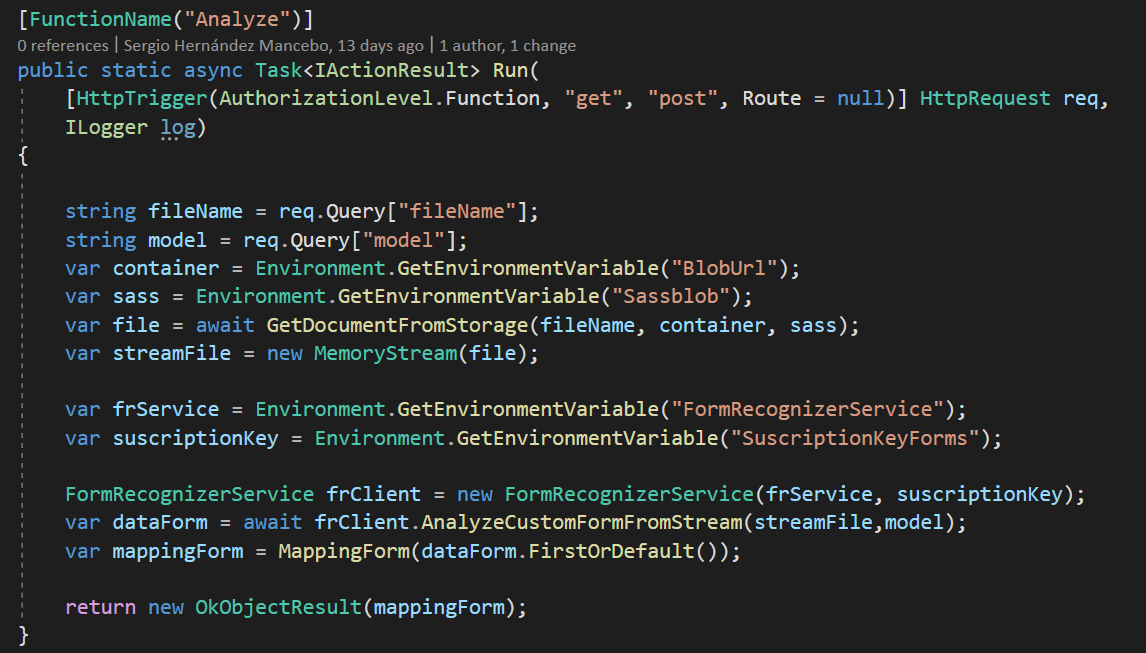 [FunctionName("Analyze")]
0 references | Sergio Hernández Mancebo, 13 days ago | 1 author, 1 change
public static async Task<IActionResult> Run(
[HttpTrigger(AuthorizationLevel.Function, "get", "post", Route = null)] HttpRequest req,
ILogger log)
{
string fileName = req.Query["fileName"];
string model = req.Query["model"];
var container = Environment.GetEnvironmentVariable("BlobUrl");
var sass = Environment.GetEnvironmentVariable("Sassblob");
var file = await GetDocumentFromStorage(fileName, container, sass);
var streamFile = new MemoryStream(file);
var frService = Environment.GetEnvironmentVariable("FormRecognizerService");
var suscriptionKey = Environment.GetEnvironmentVariable("SuscriptionKeyForms");
FormRecognizerService frClient = new FormRecognizerService(frService, suscriptionKey);
var dataForm = await frClient.AnalyzeCustomFormFromStream(streamFile,model);
var mappingForm = MappingForm(dataForm.FirstOrDefault());
return new OkObjectResult(mappingForm);
}